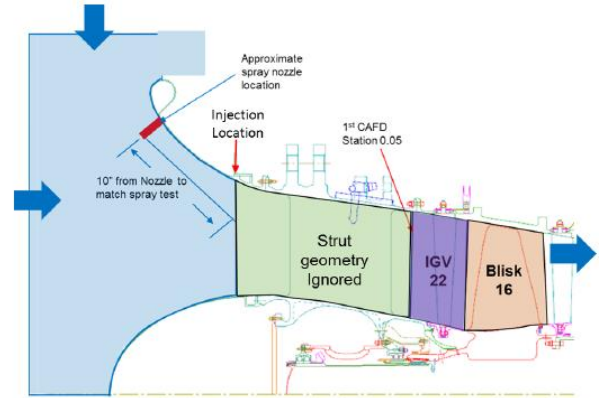 Approximate
spray nozzle
location
Injection
Location
1st CAFD
Station 0.05
10" from Nozzle to
match spray test
Strut
geometry
Ignored
IGV
22
Blisk
16